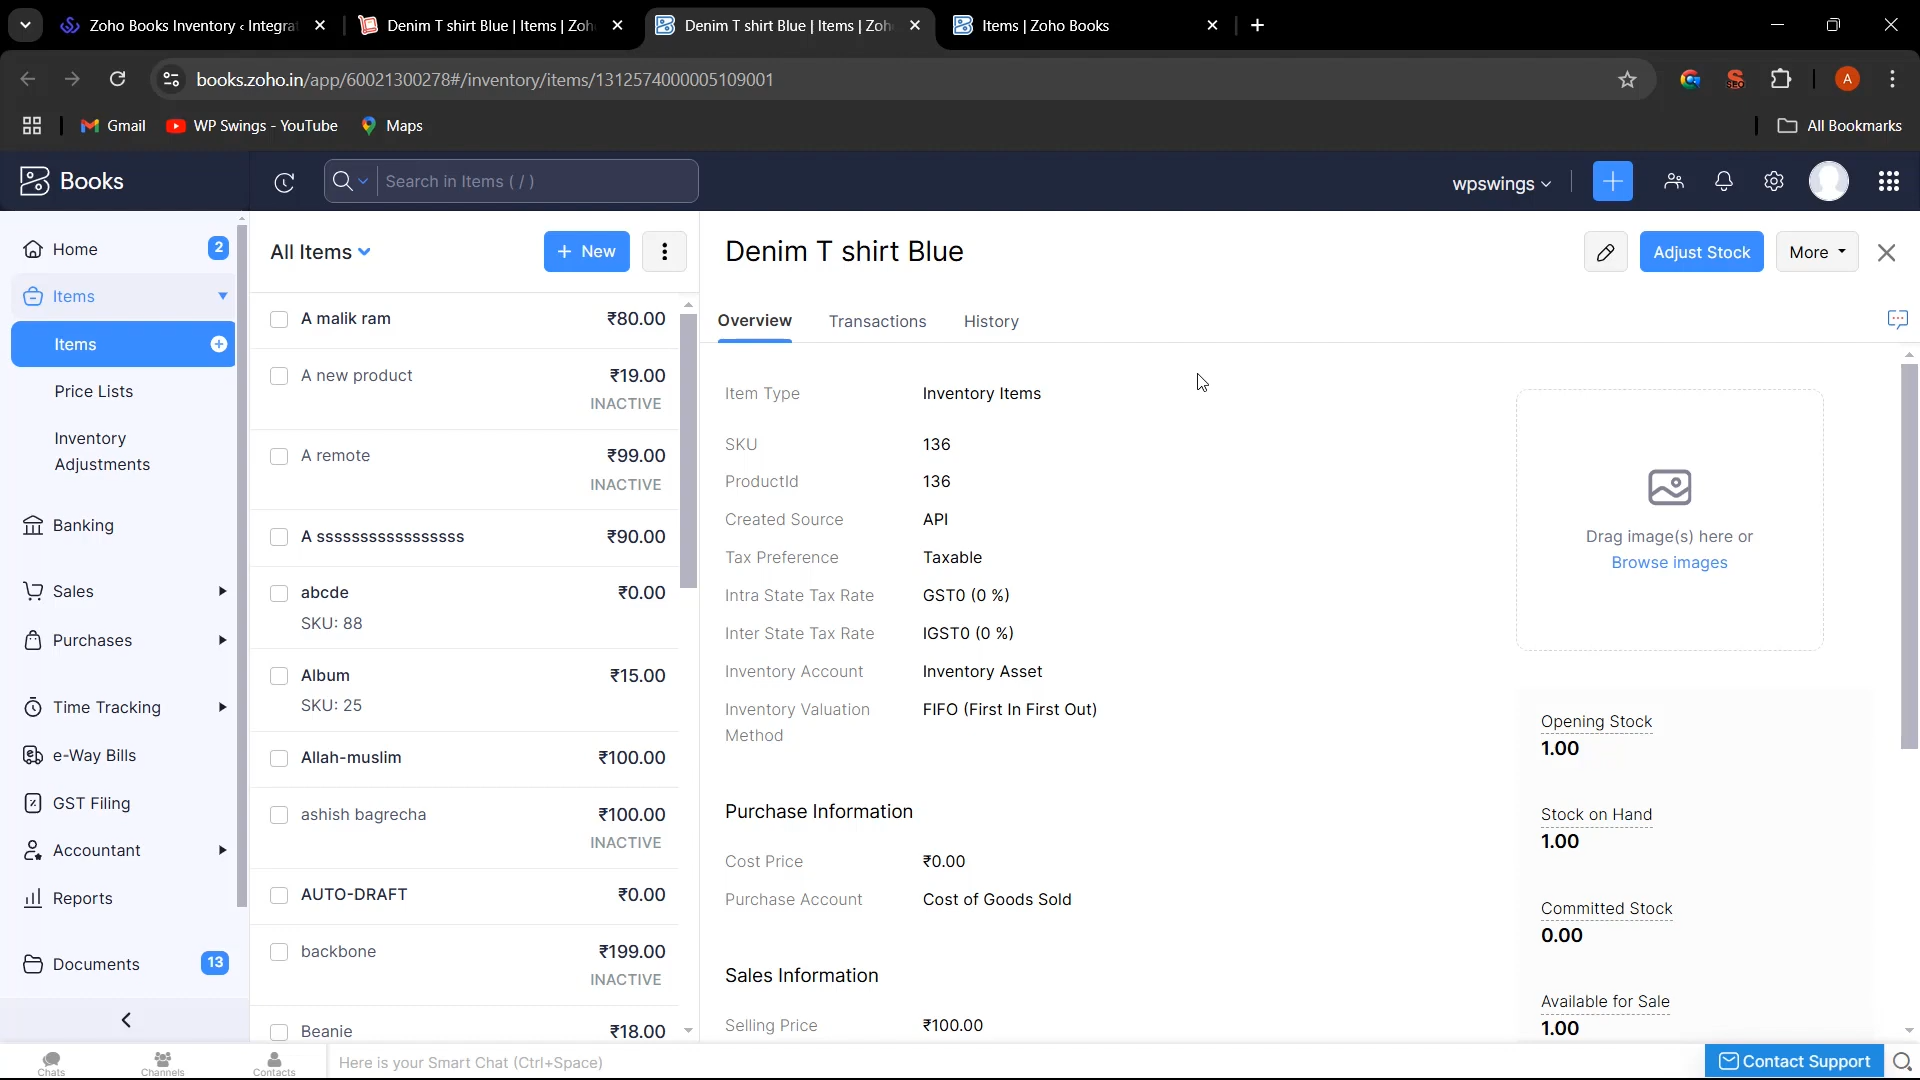 Zoho Books Inventory ‹ Integra
Denim T shirt Blue | Items | Zoh
Denim T shirt Blue | Items | Zoh
Items | Zoho Books
books.zoho.in/app/60021300278#/inventory/items/1312574000005109001
SEO
A
Gmail
WP Swings - YouTube
Maps
All Bookmarks
Books
Search in Items ( / )
wpswings
Home
2
Items
Items
Price Lists
Inventory
Adjustments
Banking
Sales
Purchases
Time Tracking
e-Way Bills
GST Filing
Accountant
Reports
Documents
13
All Items
+ New
A malik ram
₹80.00
A new product
₹19.00
INACTIVE
A remote
₹99.00
INACTIVE
A sssssssssssssssss
₹90.00
abcde
₹0.00
SKU: 88
Album
₹15.00
SKU: 25
Allah-muslim
₹100.00
ashish bagrecha
₹100.00
INACTIVE
AUTO-DRAFT
₹0.00
backbone
₹199.00
INACTIVE
Beanie
₹18.00
Denim T shirt Blue
Adjust Stock
More
Overview
Transactions
History
Item Type
Inventory Items
SKU
136
ProductId
136
Created Source
API
Tax Preference
Taxable
Intra State Tax Rate
GST0 (0 %)
Inter State Tax Rate
IGST0 (0 %)
Inventory Account
Inventory Asset
Inventory Valuation
Method
FIFO (First In First Out)
Purchase Information
Cost Price
₹0.00
Purchase Account
Cost of Goods Sold
Sales Information
Selling Price
₹100.00
Drag image(s) here or
Browse images
Opening Stock
1.00
Stock on Hand
1.00
Committed Stock
0.00
Available for Sale
1.00
Chats
Channels
Contacts
Here is your Smart Chat (Ctrl+Space)
Contact Support